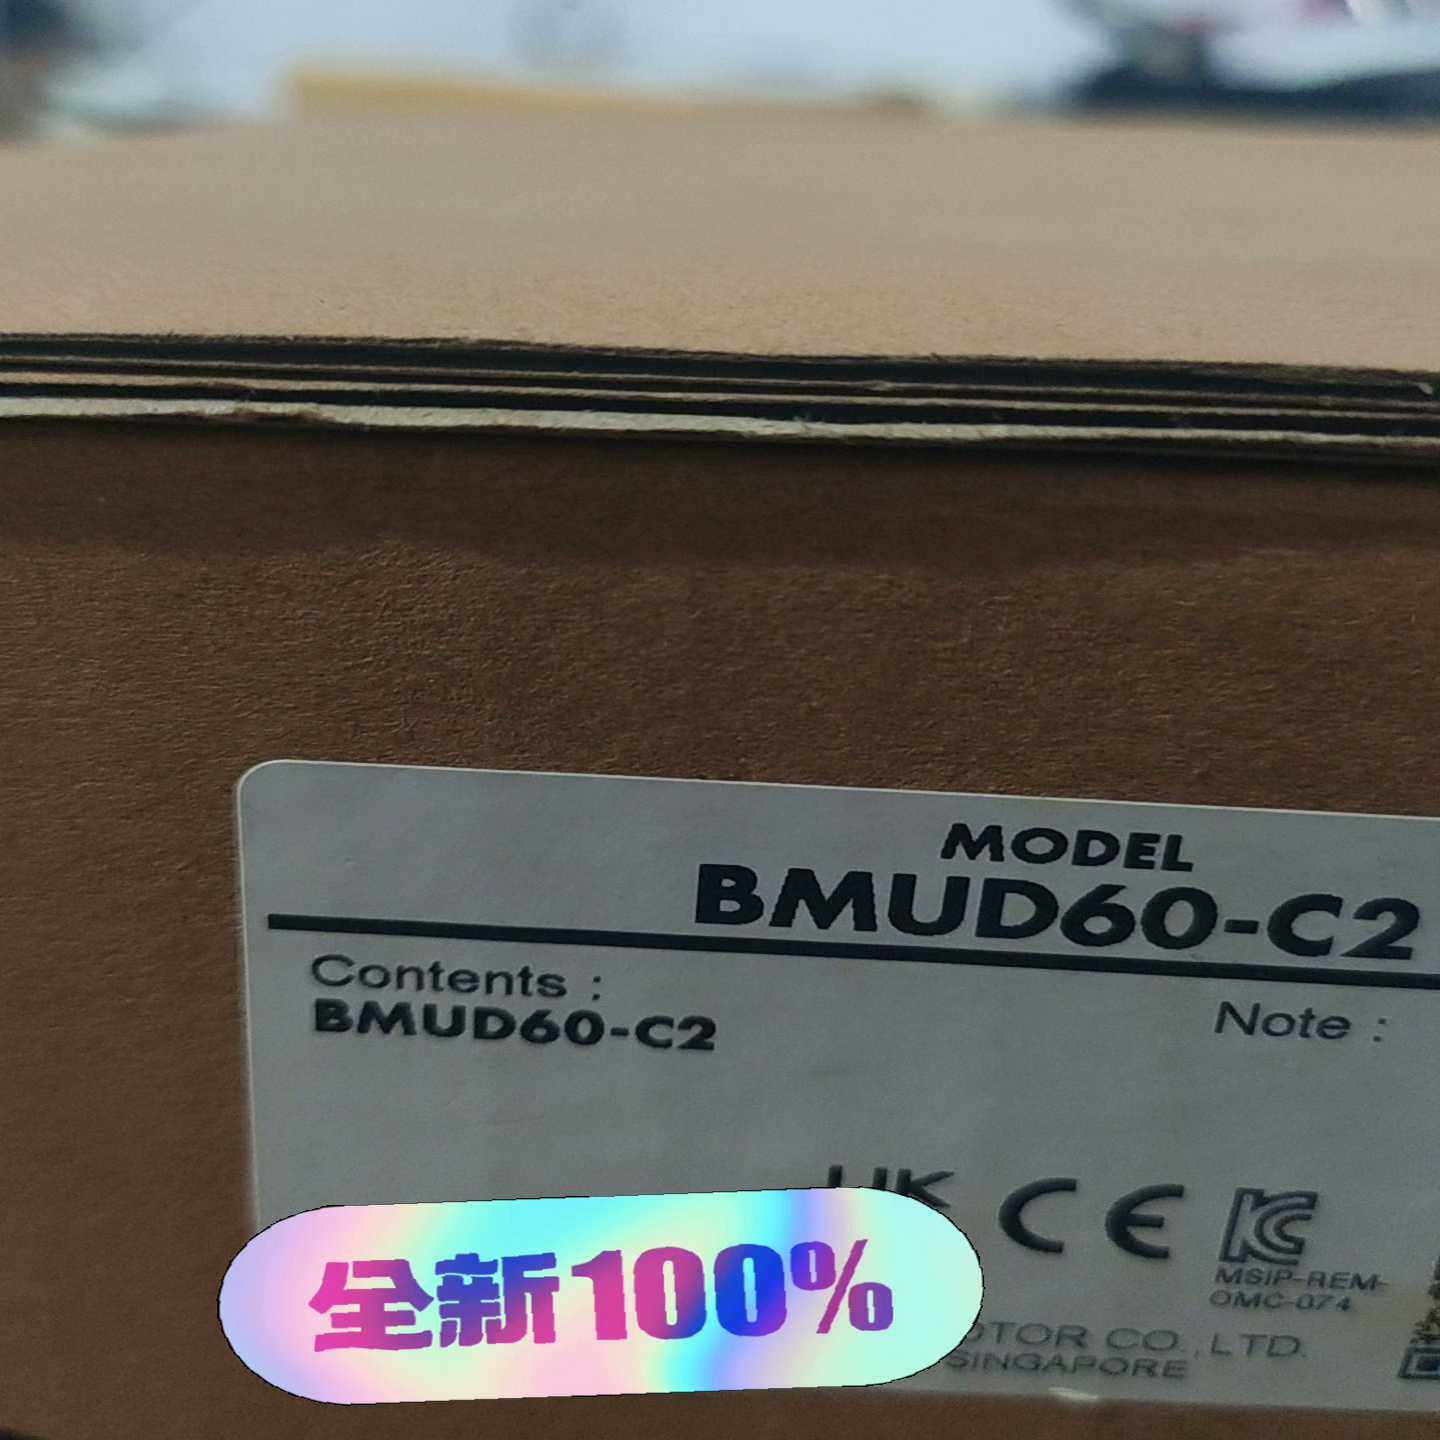 MODEL
BMUD60-C2
Contents :
BMUD60-C2
Note :
UK CE KC
MSIP-REM-
OMC-074
全新100%
OTOR CO.,LTD.
SINGAPORE